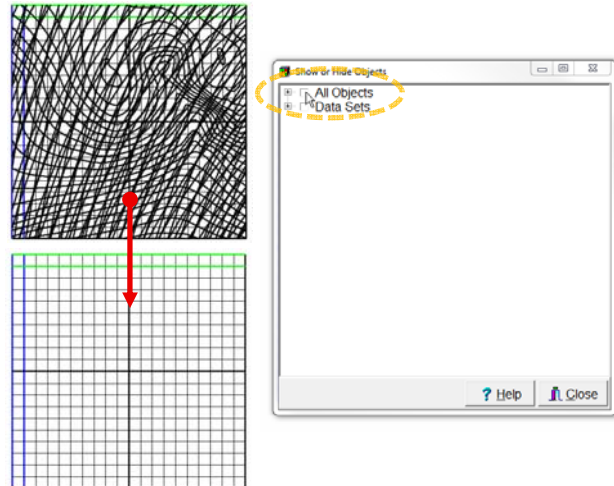 Show or Hide Objects
All Objects
Data Sets
? Help
Close